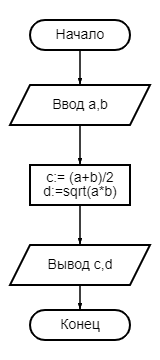 Начало
Ввод a,b
c:= (a+b)/2
d:=sqrt(a*b)
Вывод c,d
Конец